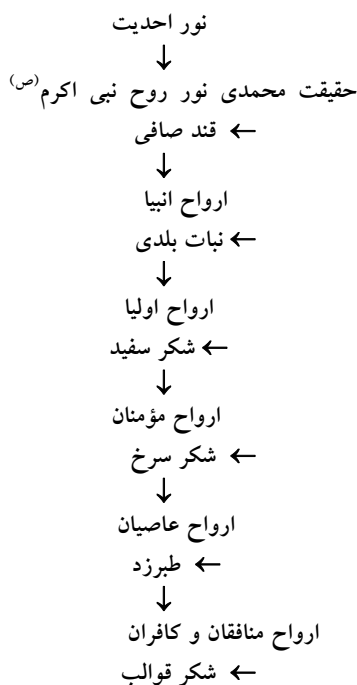 نور احدیت
↓
حقیقت محمدی نور روح نبی اکرم(ص)
← قند صافی
↓
ارواح انبیا
← نبات بلدی
↓
ارواح اولیا
← شکر سفید
↓
ارواح مؤمنان
← شکر سرخ
↓
ارواح عاصیان
← طبرزد
↓
ارواح منافقان و کافران
← شکر قوالب